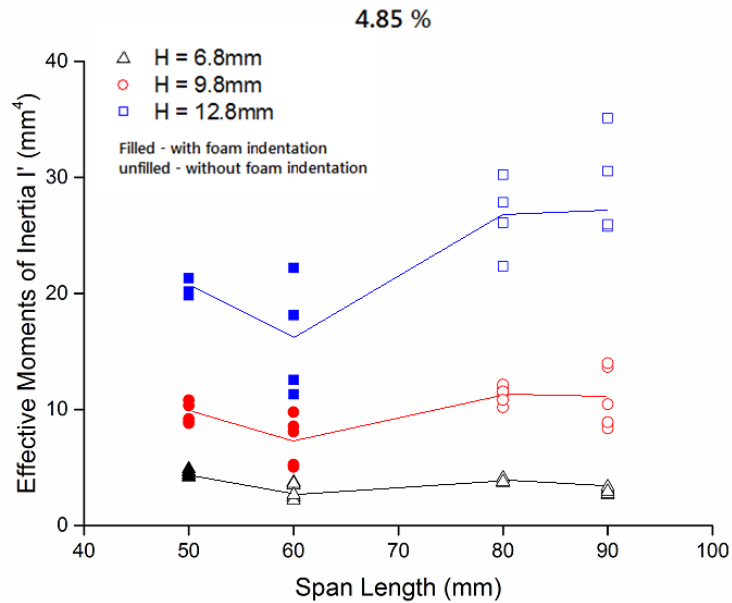 4.85 %
H = 6.8mm
H = 9.8mm
H = 12.8mm
Filled - with foam indentation
unfilled - without foam indentation
Effective Moments of Inertia I' (mm⁴)
40
30
20
10
0
40 50 60 70 80 90 100
Span Length (mm)